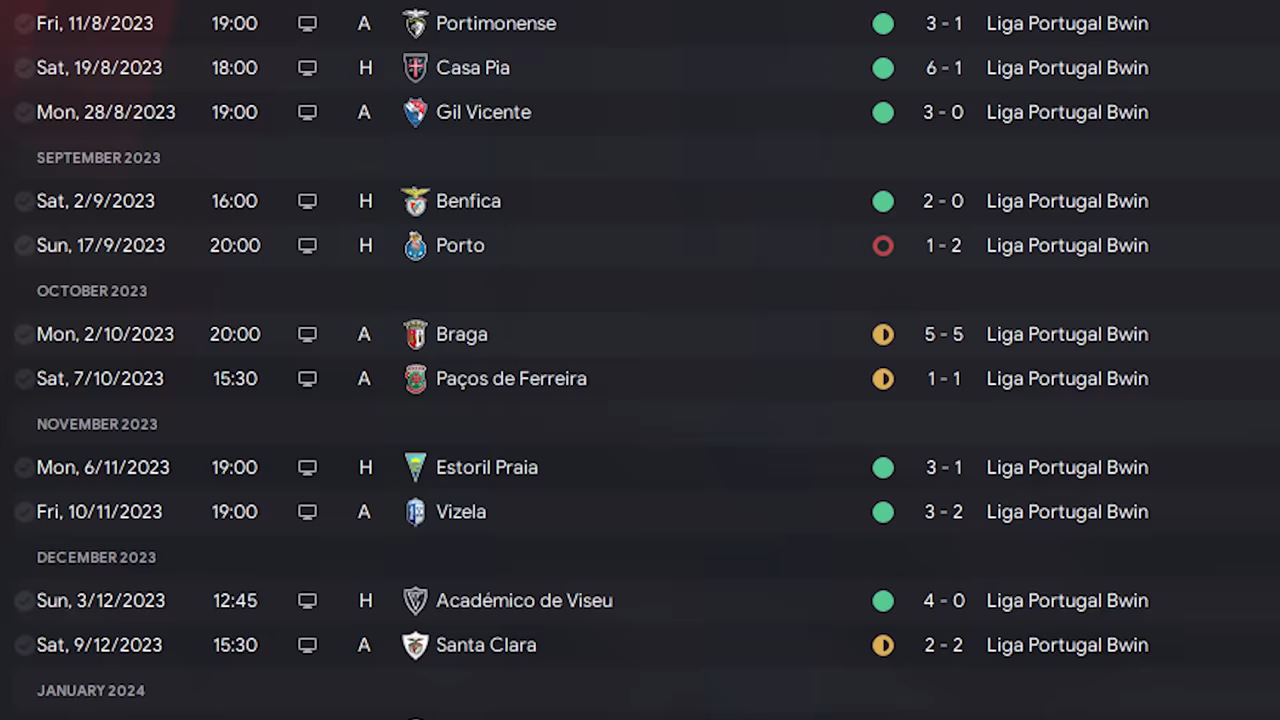 Fri, 11/8/2023 19:00 A Portimonense 3 - 1 Liga Portugal Bwin
Sat, 19/8/2023 18:00 H Casa Pia 6 - 1 Liga Portugal Bwin
Mon, 28/8/2023 19:00 A Gil Vicente 3 - 0 Liga Portugal Bwin
SEPTEMBER 2023
Sat, 2/9/2023 16:00 H Benfica 2 - 0 Liga Portugal Bwin
Sun, 17/9/2023 20:00 H Porto 1 - 2 Liga Portugal Bwin
OCTOBER 2023
Mon, 2/10/2023 20:00 A Braga 5 - 5 Liga Portugal Bwin
Sat, 7/10/2023 15:30 A Paços de Ferreira 1 - 1 Liga Portugal Bwin
NOVEMBER 2023
Mon, 6/11/2023 19:00 H Estoril Praia 3 - 1 Liga Portugal Bwin
Fri, 10/11/2023 19:00 A Vizela 3 - 2 Liga Portugal Bwin
DECEMBER 2023
Sun, 3/12/2023 12:45 H Académico de Viseu 4 - 0 Liga Portugal Bwin
Sat, 9/12/2023 15:30 A Santa Clara 2 - 2 Liga Portugal Bwin
JANUARY 2024